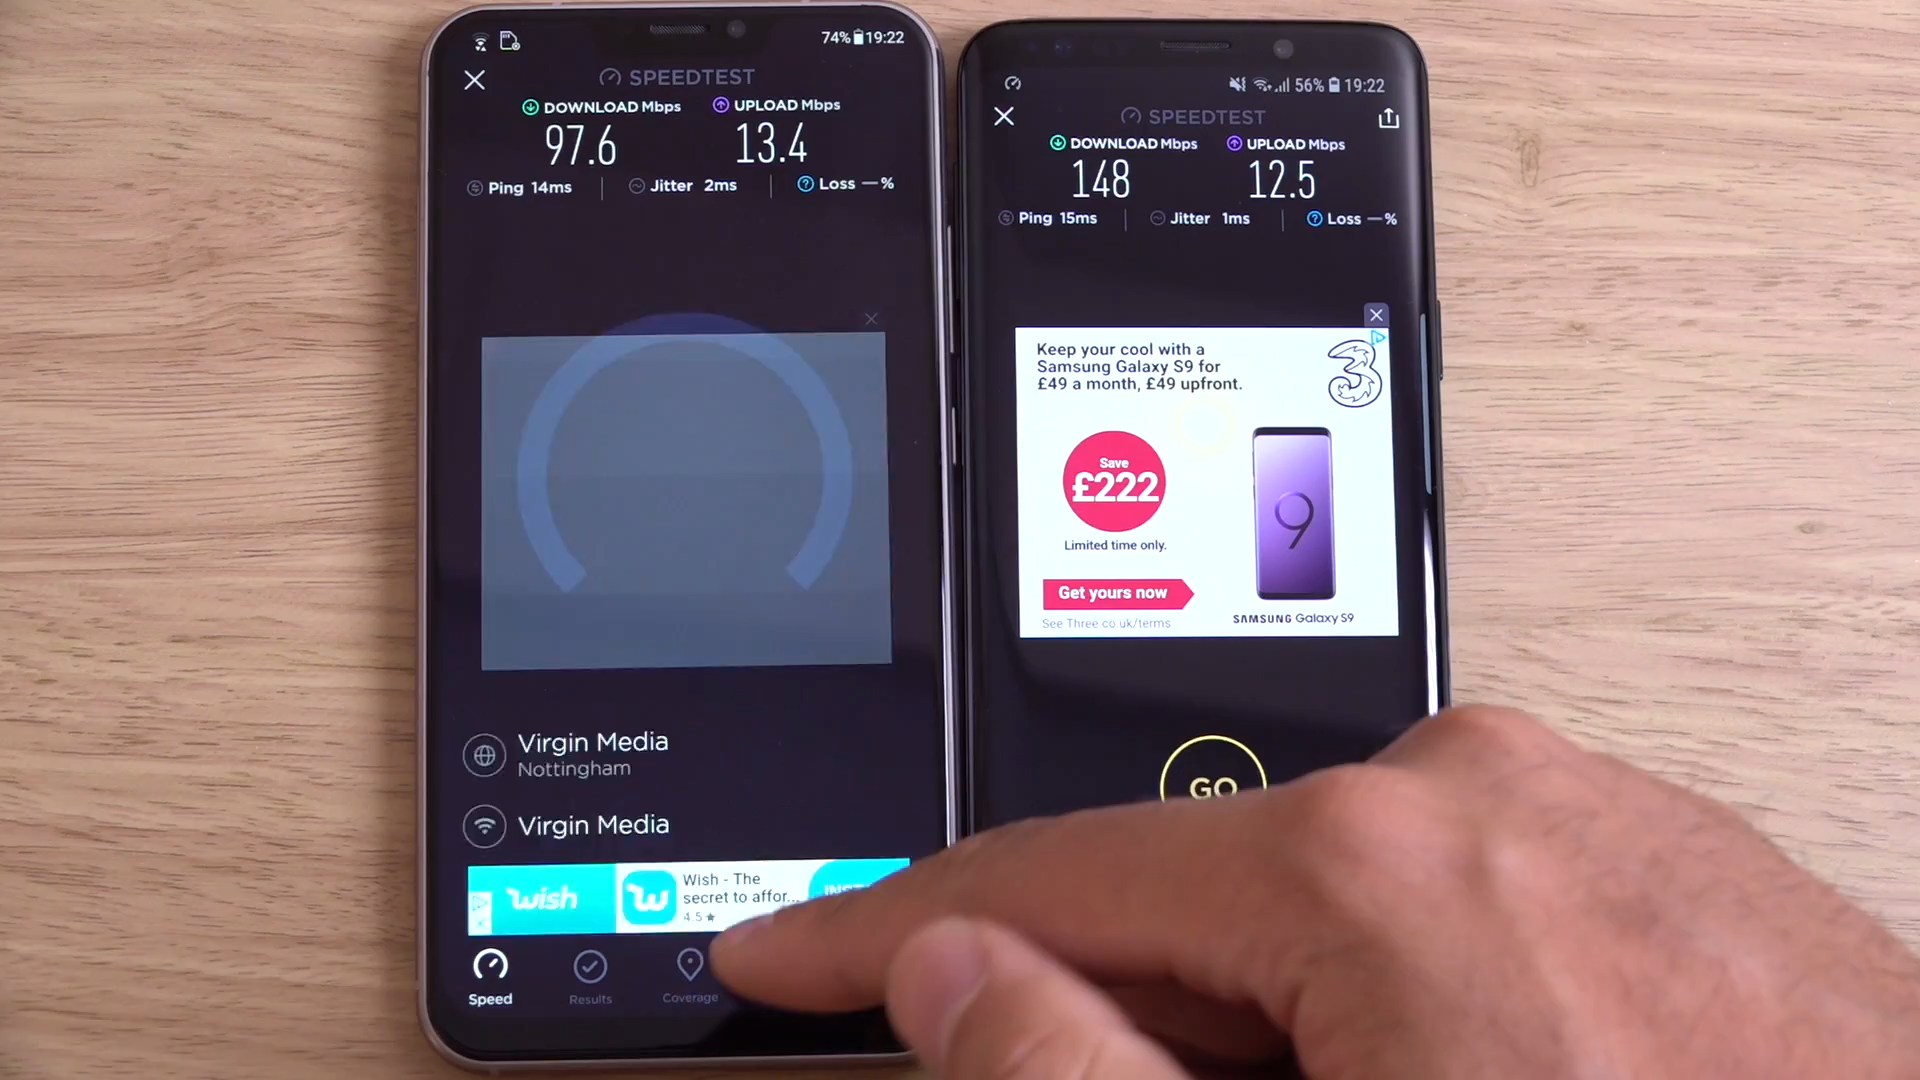 74% 19:22
SPEEDTEST
DOWNLOAD Mbps UPLOAD Mbps
97.6 13.4
Ping 14ms Jitter 2ms Loss — %
Virgin Media
Nottingham
Virgin Media
wish
Wish - The
secret to affor...
4.5★
Speed Results Coverage
56% 19:22
SPEEDTEST
DOWNLOAD Mbps UPLOAD Mbps
148 12.5
Ping 15ms Jitter 1ms Loss — %
Keep your cool with a
Samsung Galaxy S9 for
£49 a month, £49 upfront.
3
Save
£222
Limited time only.
9
Get yours now
See Three.co.uk/terms
SAMSUNG Galaxy S9
GO